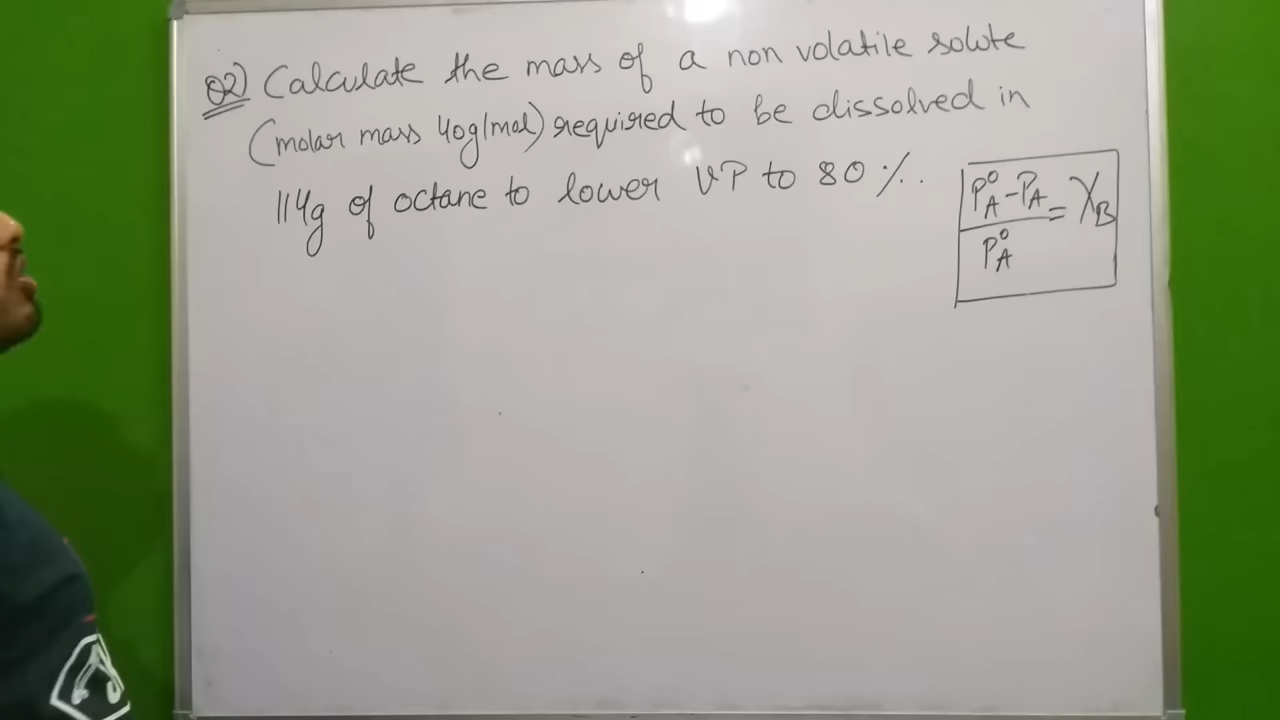 Q2) Calculate the mass of a non volatile solute
(molar mass 40g/mol) required to be dissolved in
114g of octane to lower VP to 80%.
P°A - PA / P°A = χB